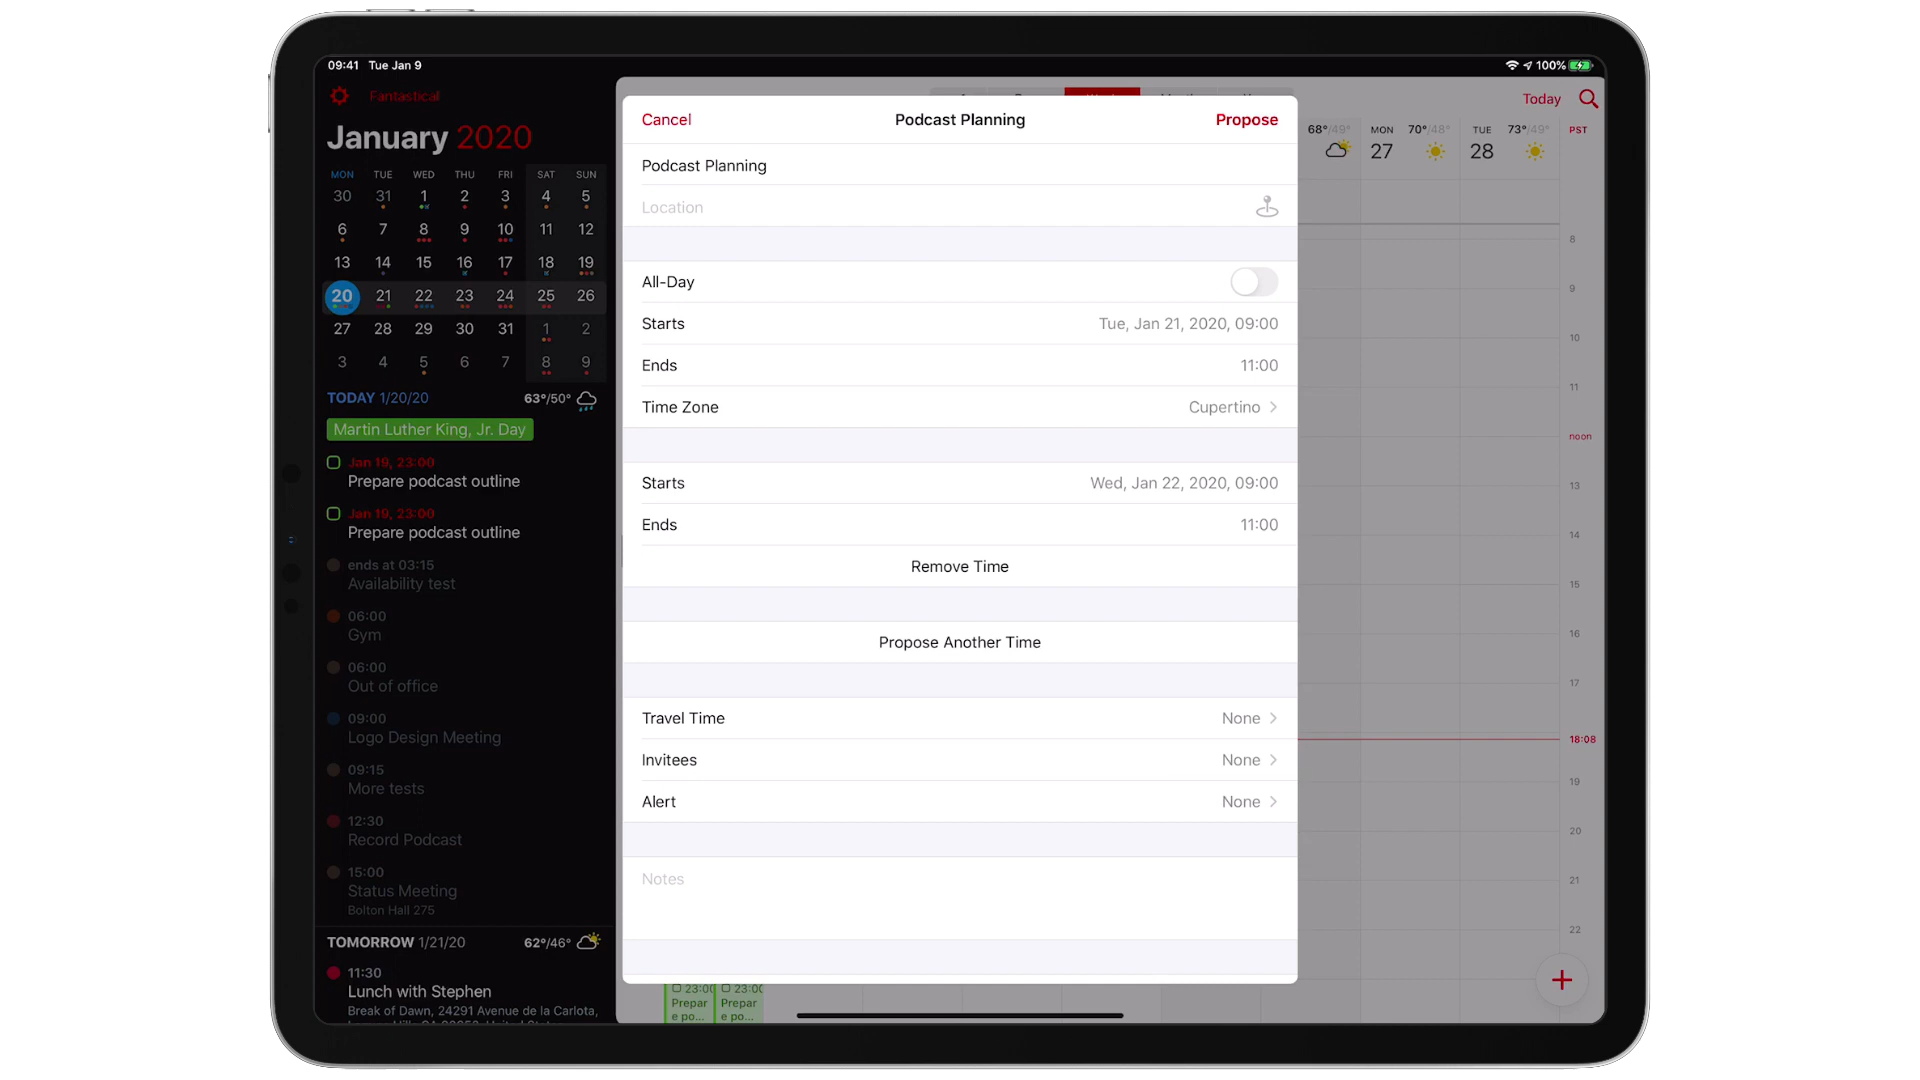 09:41 Tue Jan 9
100%
Fantastical
January 2020
MON TUE WED THU FRI SAT SUN
30 31 1 2 3 4 5
6 7 8 9 10 11 12
13 14 15 16 17 18 19
20 21 22 23 24 25 26
27 28 29 30 31 1 2
3 4 5 6 7 8 9
TODAY 1/20/20 63°/50°
Martin Luther King, Jr. Day
Jan 19, 23:00
Prepare podcast outline
Jan 19, 23:00
Prepare podcast outline
ends at 03:15
Availability test
06:00
Gym
06:00
Out of office
09:00
Logo Design Meeting
09:15
More tests
12:30
Record Podcast
15:00
Status Meeting
Bolton Hall 275
TOMORROW 1/21/20 62°/46°
11:30
Lunch with Stephen
Break of Dawn, 24291 Avenue de la Carlota,
Cancel Podcast Planning Propose
Podcast Planning
Location
All-Day
Starts Tue, Jan 21, 2020, 09:00
Ends 11:00
Time Zone Cupertino
Starts Wed, Jan 22, 2020, 09:00
Ends 11:00
Remove Time
Propose Another Time
Travel Time None
Invitees None
Alert None
Notes
23:00 23:00
Prepar Prepar
e po... e po...
Today
68°/49° MON 70°/48° TUE 73°/49° PST
27 28
8
9
10
11
noon
13
14
15
16
17
18:08
19
20
21
22